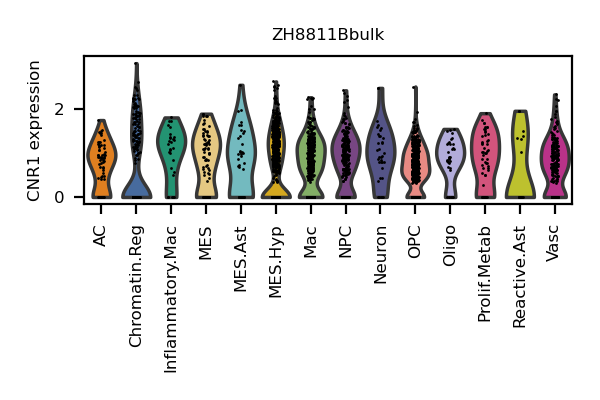 ZH8811Bbulk
CNR1 expression
2
0
AC
Chromatin.Reg
Inflammatory.Mac
MES
MES.Ast
MES.Hyp
Mac
NPC
Neuron
OPC
Oligo
Prolif.Metab
Reactive.Ast
Vasc